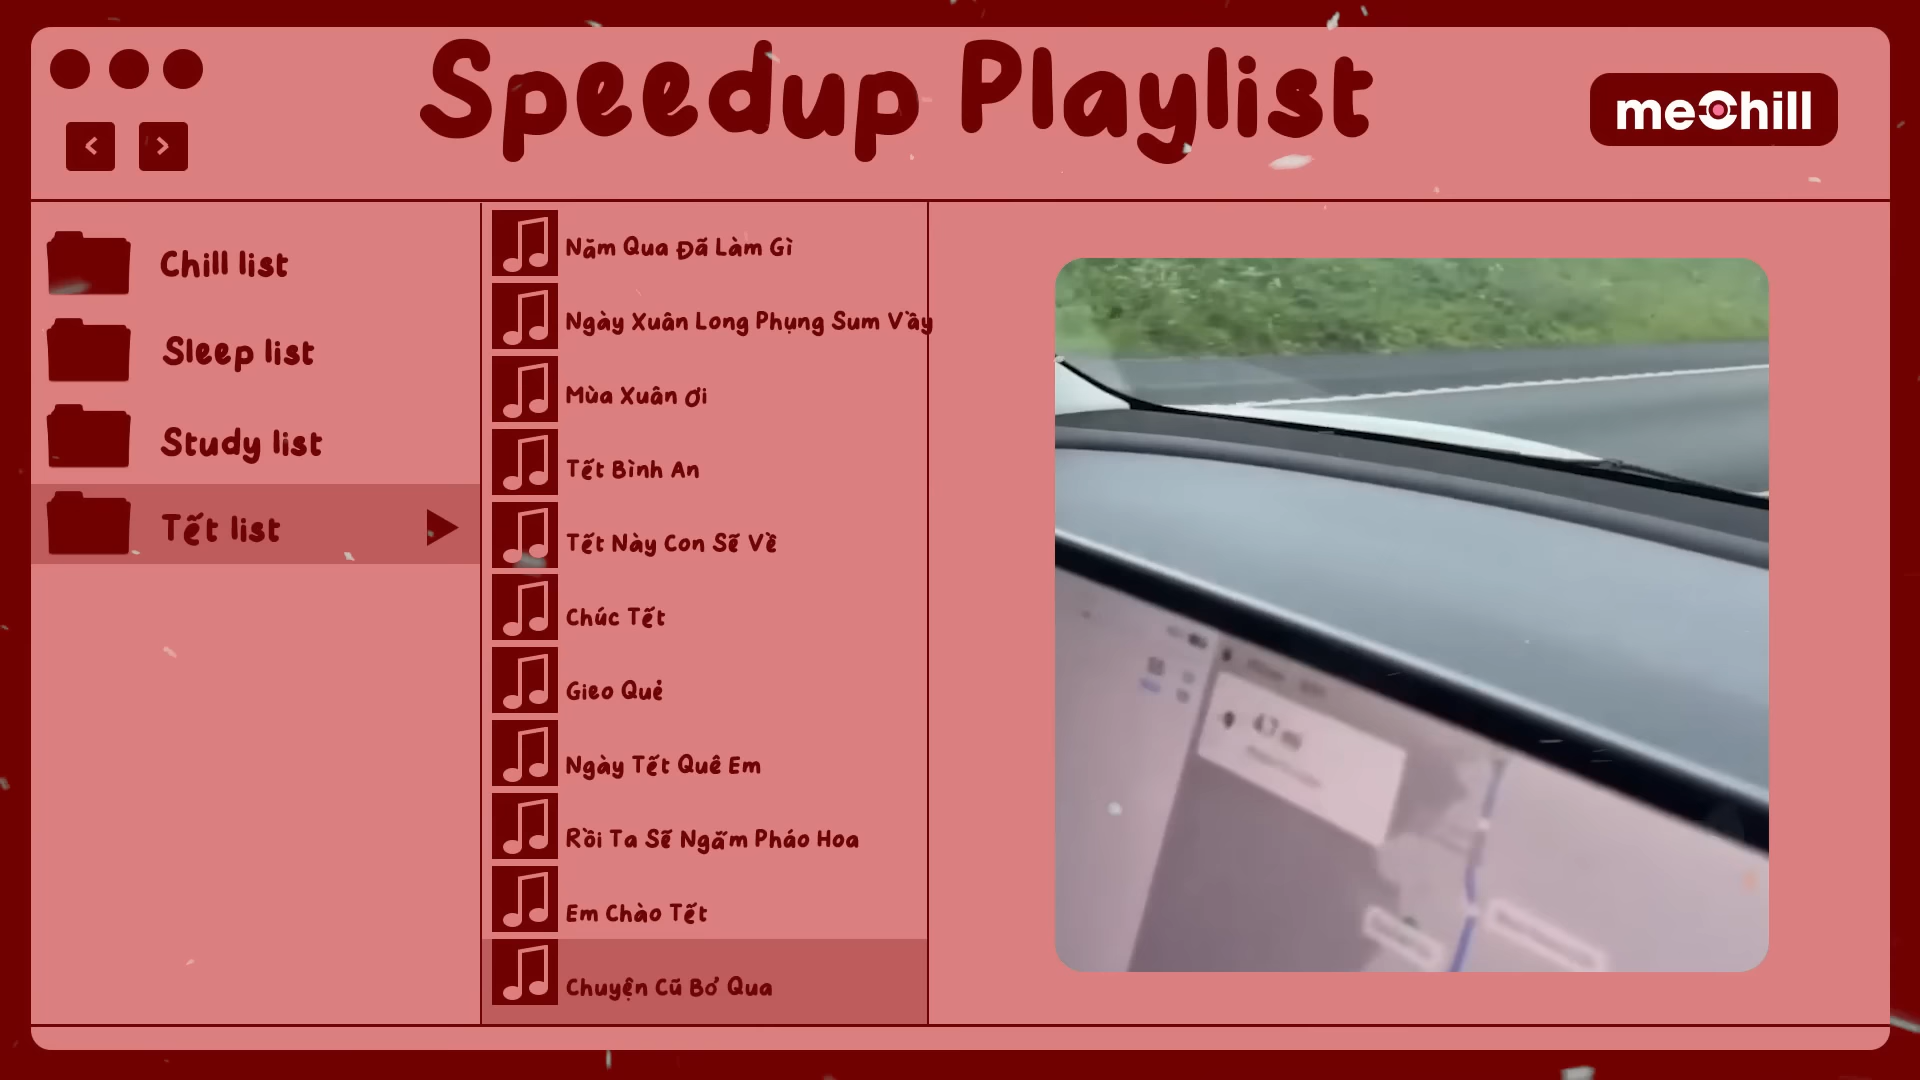 Speedup Playlist
meChill
Chill list
Sleep list
Study list
Tết list
Năm Qua Đã Làm Gì
Ngày Xuân Long Phụng Sum Vầy
Mùa Xuân ơi
Tết Bình An
Tết Này Con Sẽ Về
Chúc Tết
Gieo Quẻ
Ngày Tết Quê Em
Rồi Ta Sẽ Ngắm Pháo Hoa
Em Chào Tết
Chuyện Cũ Bỏ Qua